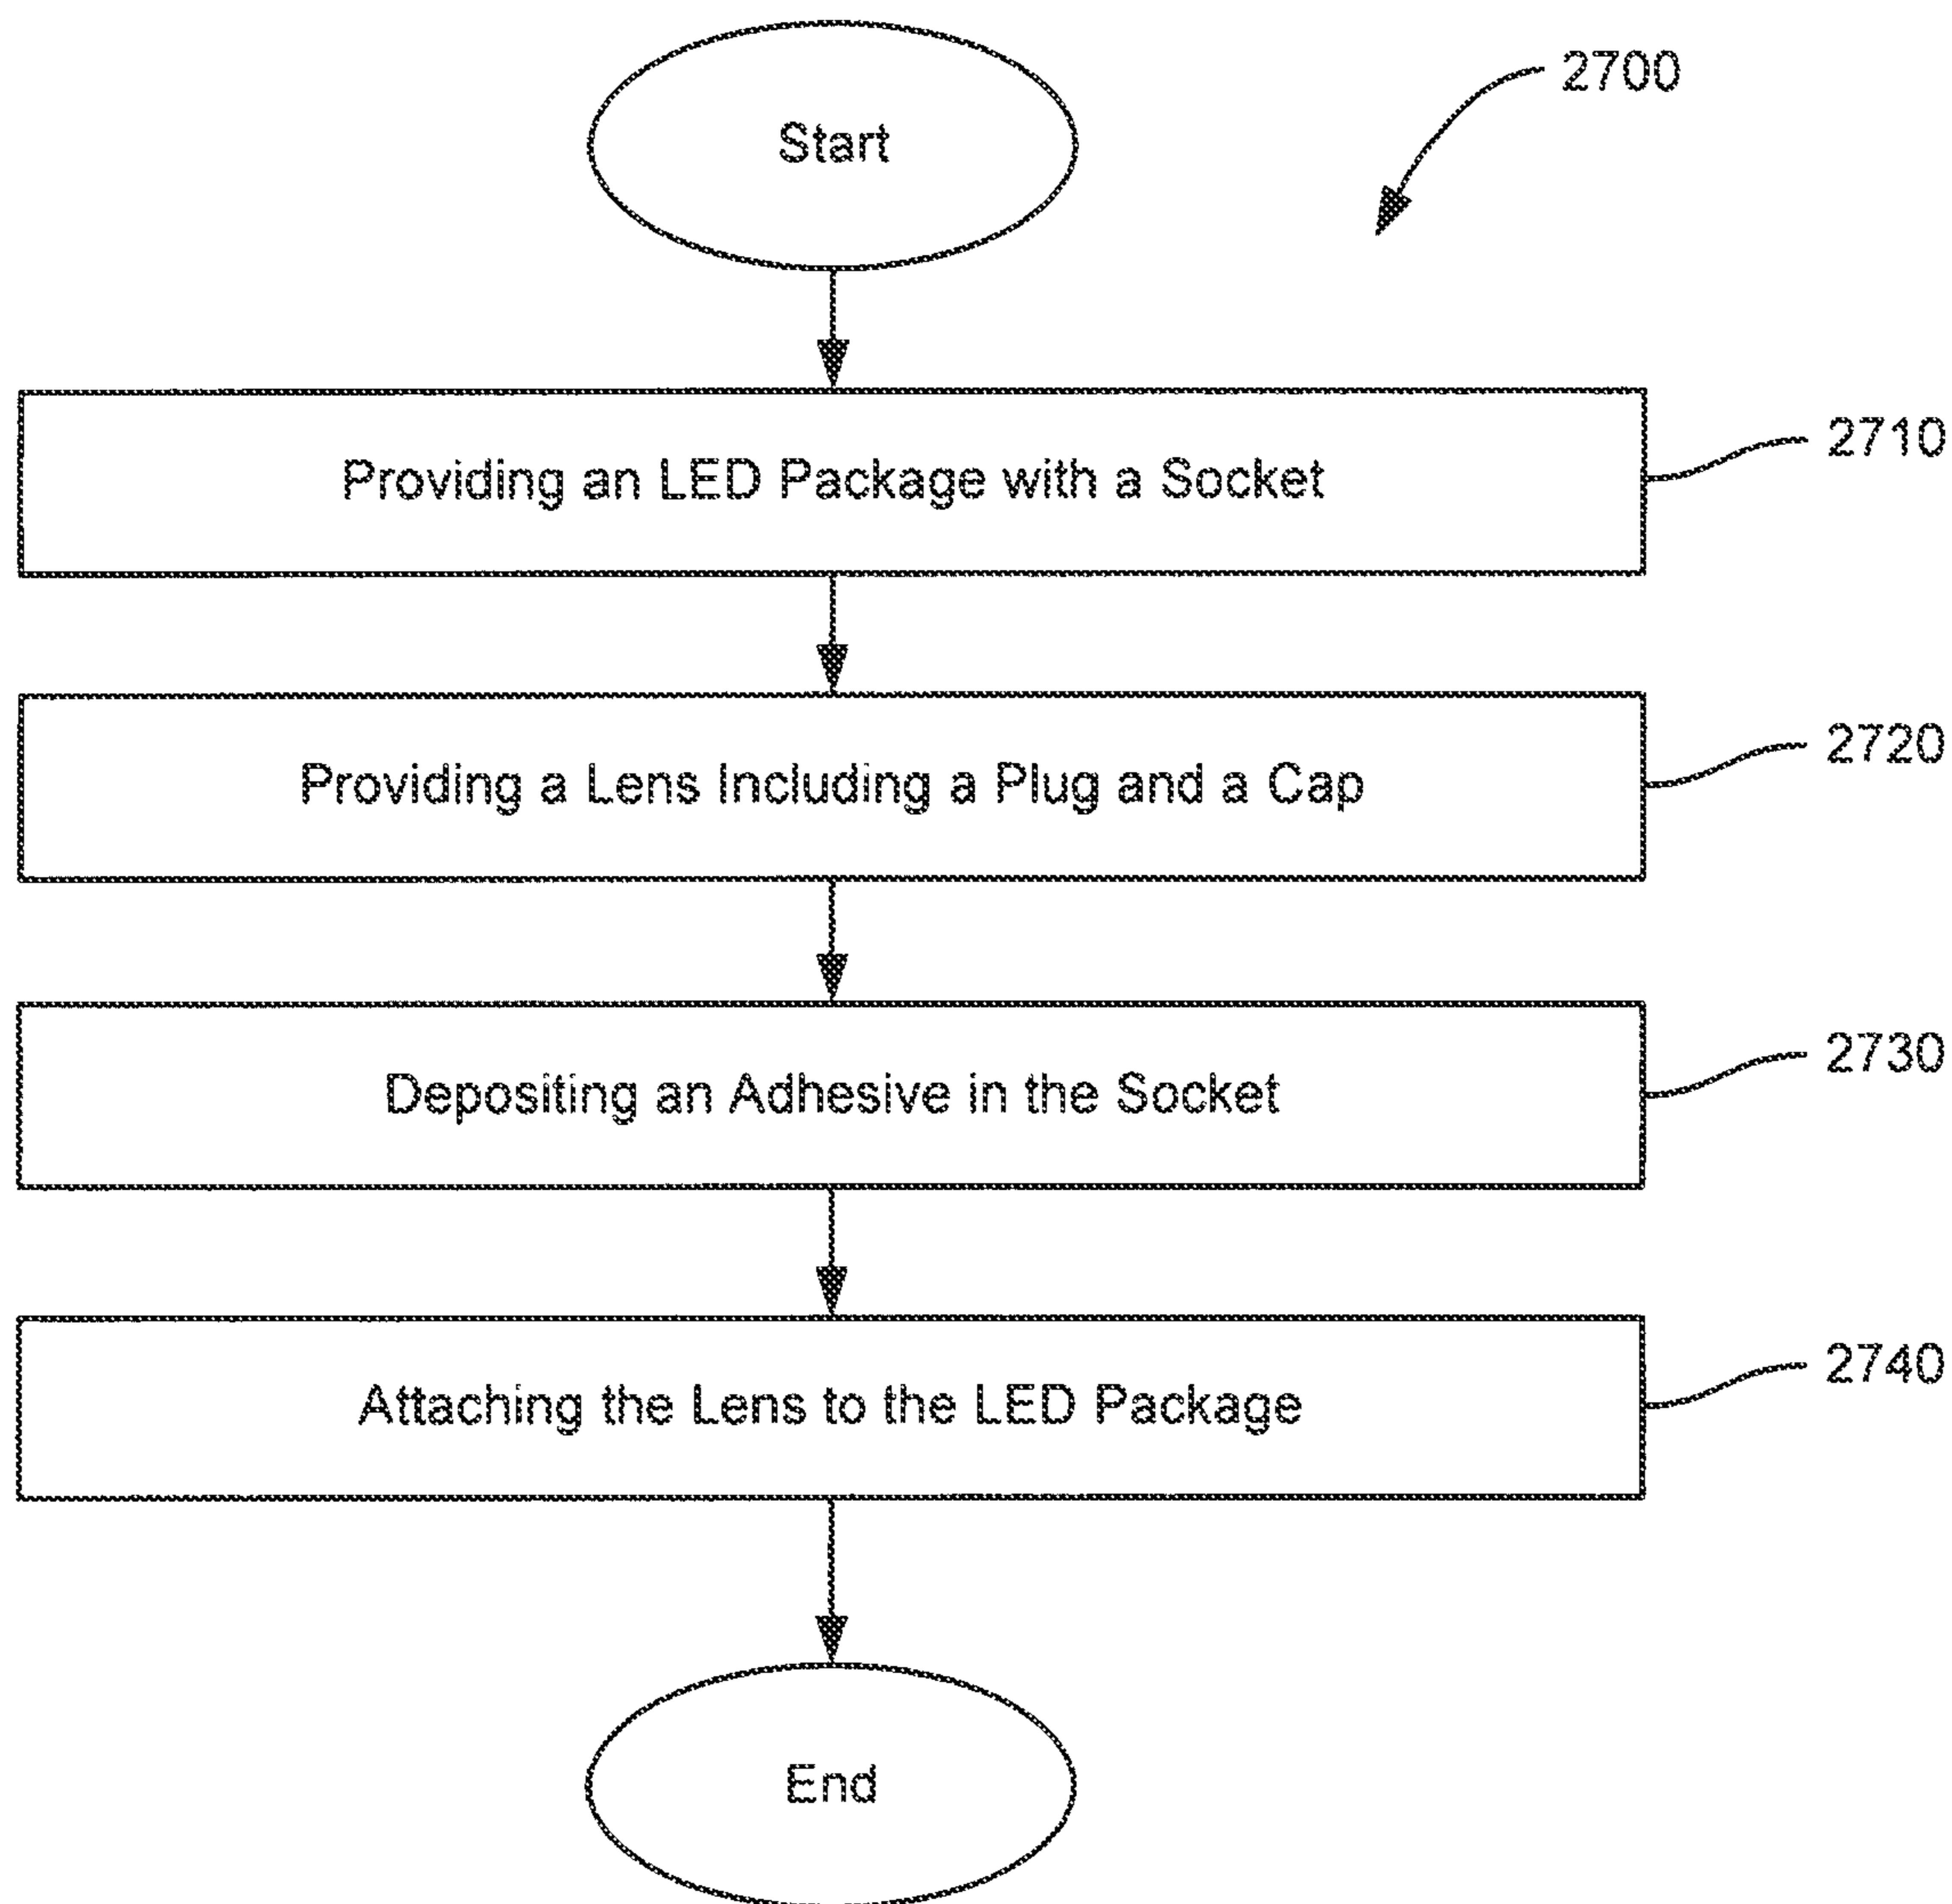 2700
Start
Providing an LED Package with a Socket
2710
Providing a Lens Including a Plug and a Cap
2720
Depositing an Adhesive in the Socket
2730
Attaching the Lens to the LED Package
2740
End